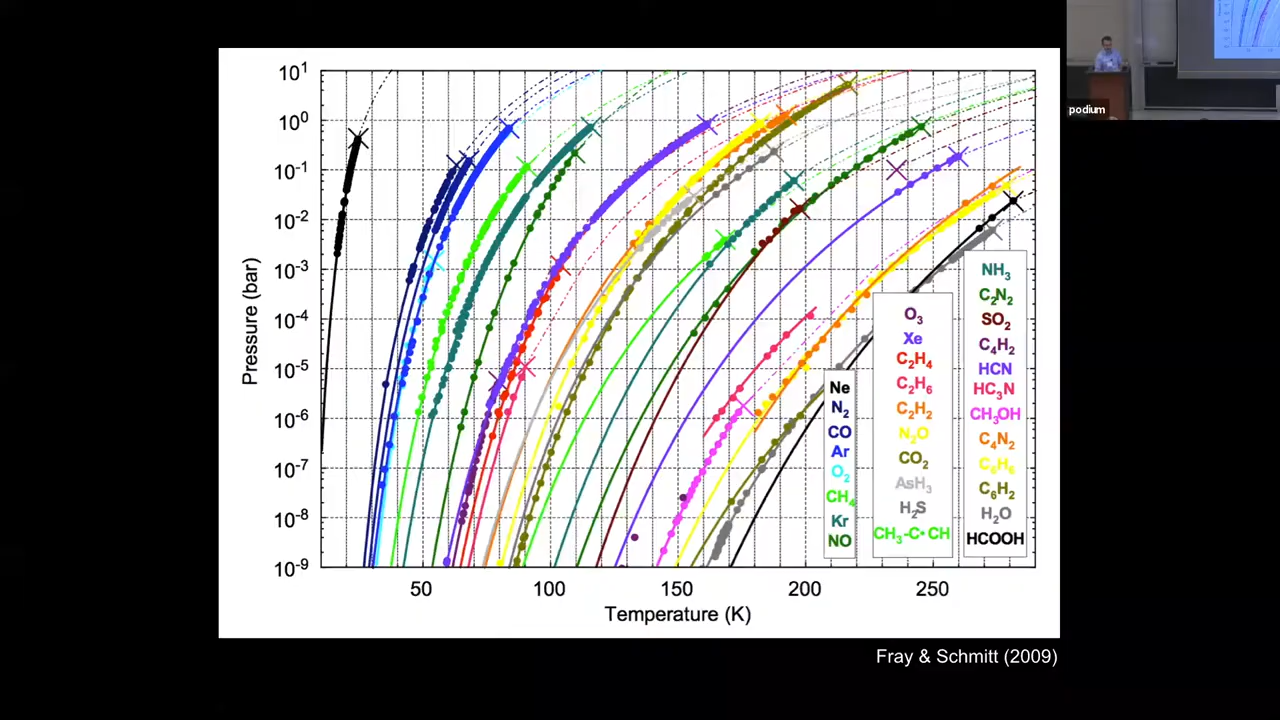 podium
10¹
10⁰
10⁻¹
10⁻²
10⁻³
10⁻⁴
10⁻⁵
10⁻⁶
10⁻⁷
10⁻⁸
10⁻⁹
Pressure (bar)
50 100 150 200 250
Temperature (K)
Ne
N₂
CO
Ar
O₂
CH₄
Kr
NO
O₃
Xe
C₂H₄
C₂H₆
C₂H₂
N₂O
CO₂
AsH₃
H₂S
CH₃-C•CH
NH₃
C₂N₂
SO₂
C₄H₂
HCN
HC₃N
CH₃OH
C₄N₂
C₆H₆
C₆H₂
H₂O
HCOOH
Fray & Schmitt (2009)